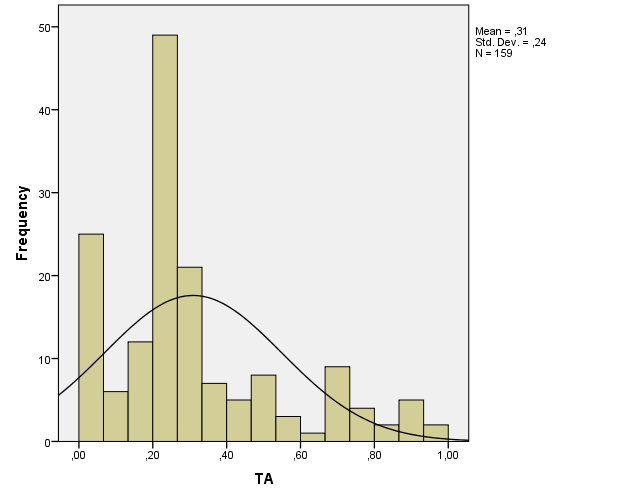 Frequency
50
40
30
20
10
0
,00 ,20 ,40 ,60 ,80 1,00
TA
Mean = ,31
Std. Dev. = ,24
N = 159